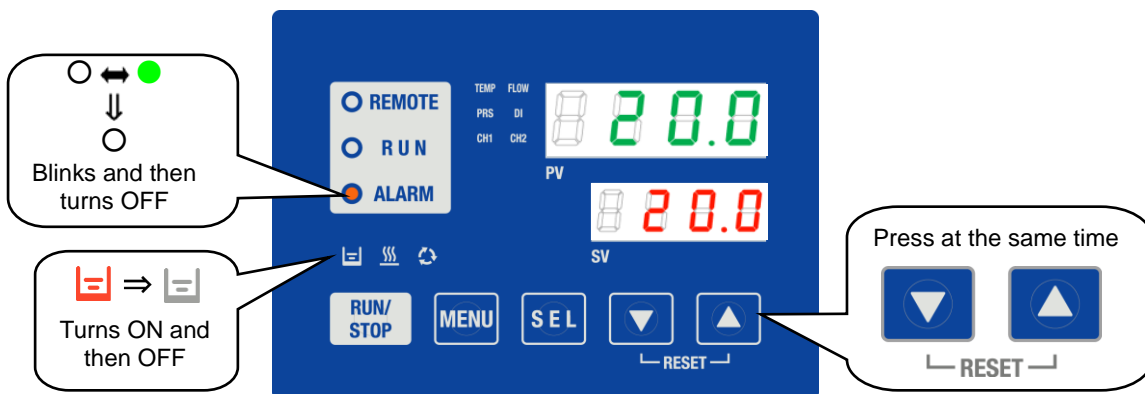 Blinks and then
turns OFF
Turns ON and
then OFF
REMOTE
RUN
ALARM
TEMP FLOW
PRS DI
CH1 CH2
20.0
PV
20.0
SV
RUN/
STOP
MENU
SEL
RESET
Press at the same time
RESET